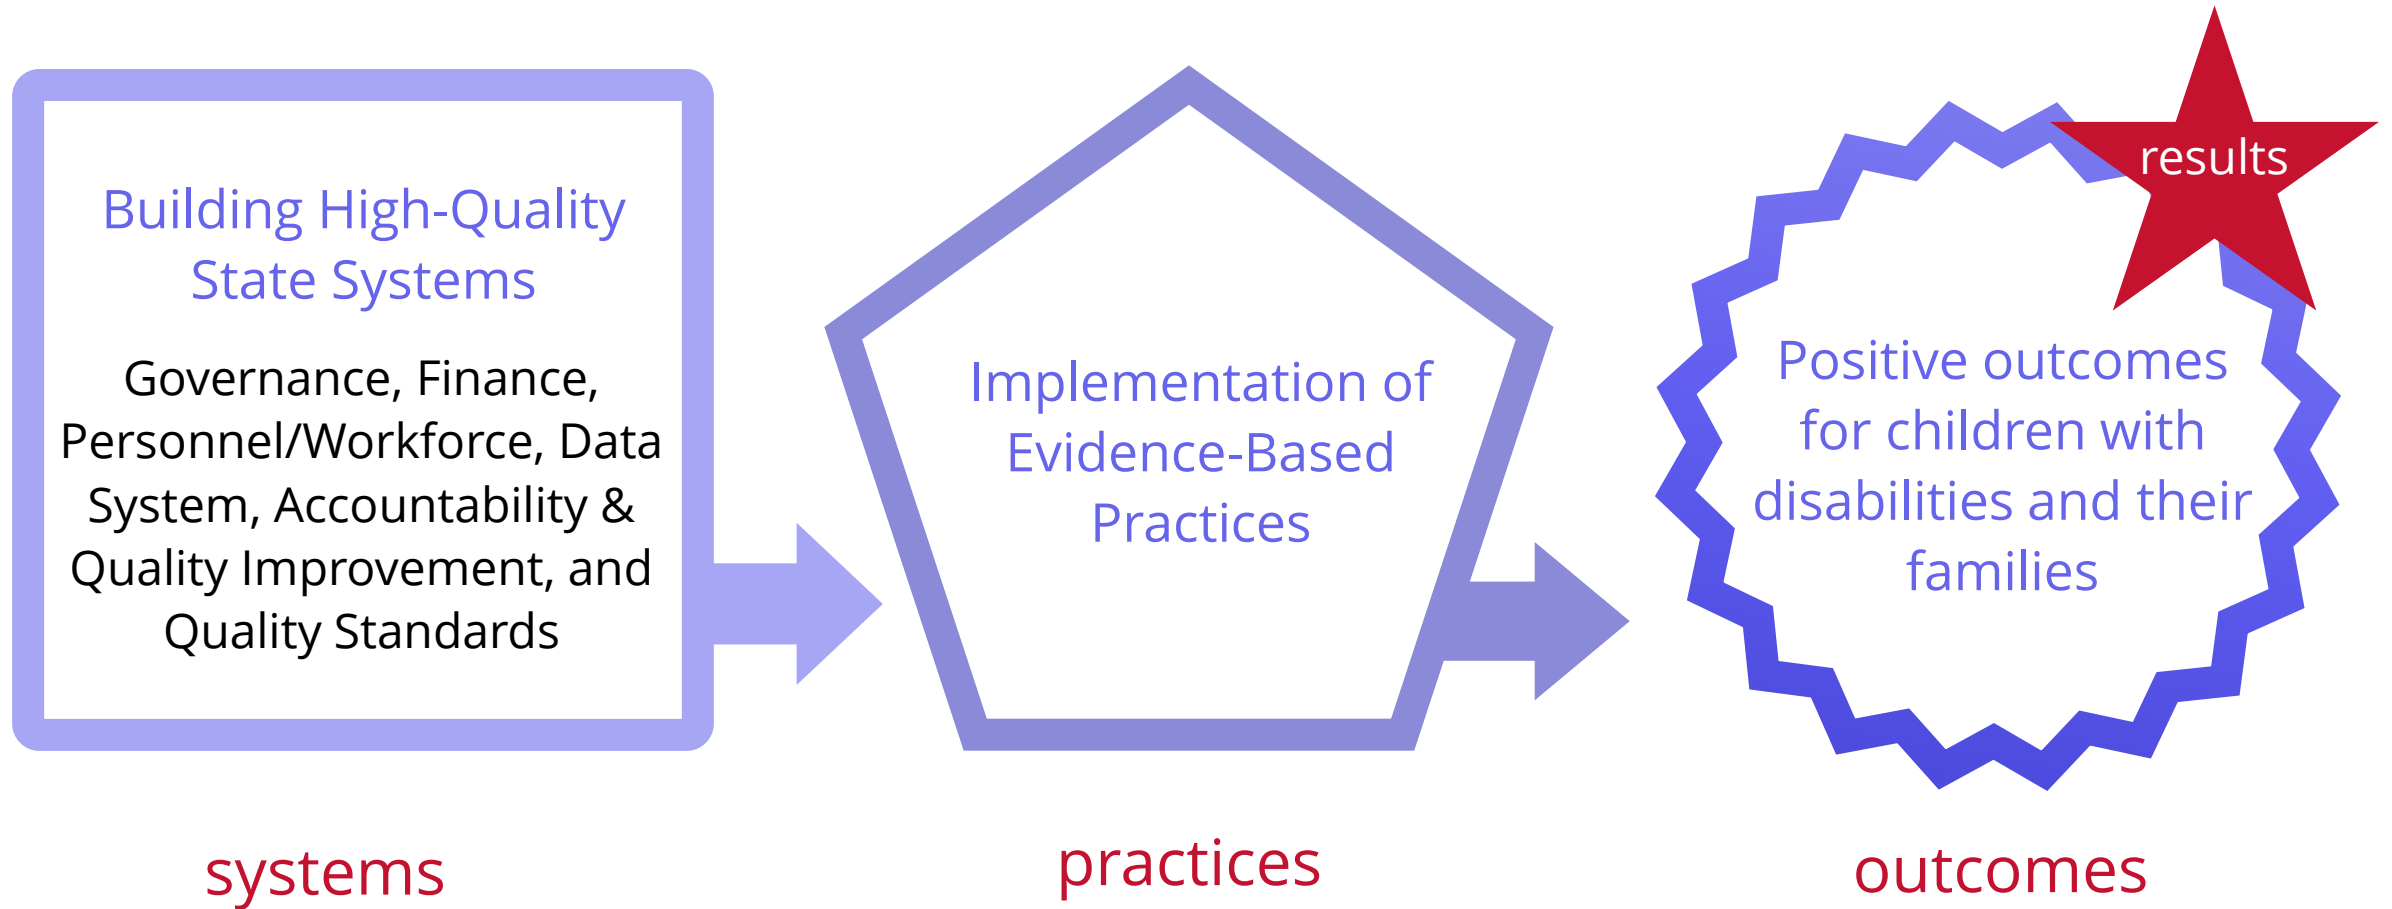 Building High-Quality
State Systems
Governance, Finance,
Personnel/Workforce, Data
System, Accountability &
Quality Improvement, and
Quality Standards
systems
Implementation of
Evidence-Based
Practices
practices
results
Positive outcomes
for children with
disabilities and their
families
outcomes